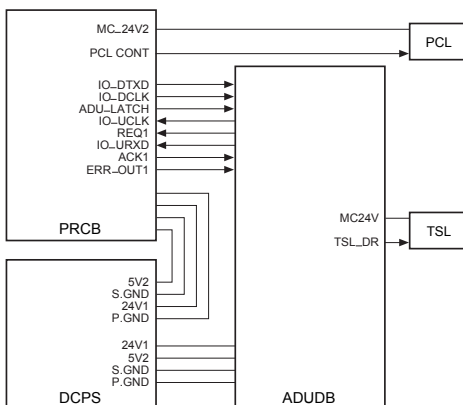 MC_24V2
PCL CONT
PCL
IO_DTXD
IO_DCLK
ADU_LATCH
IO_UCLK
REQ1
IO_URXD
ACK1
ERR_OUT1
PRCB
MC24V
TSL_DR
TSL
5V2
S.GND
24V1
P.GND
24V1
5V2
S.GND
P.GND
DCPS
ADUDB